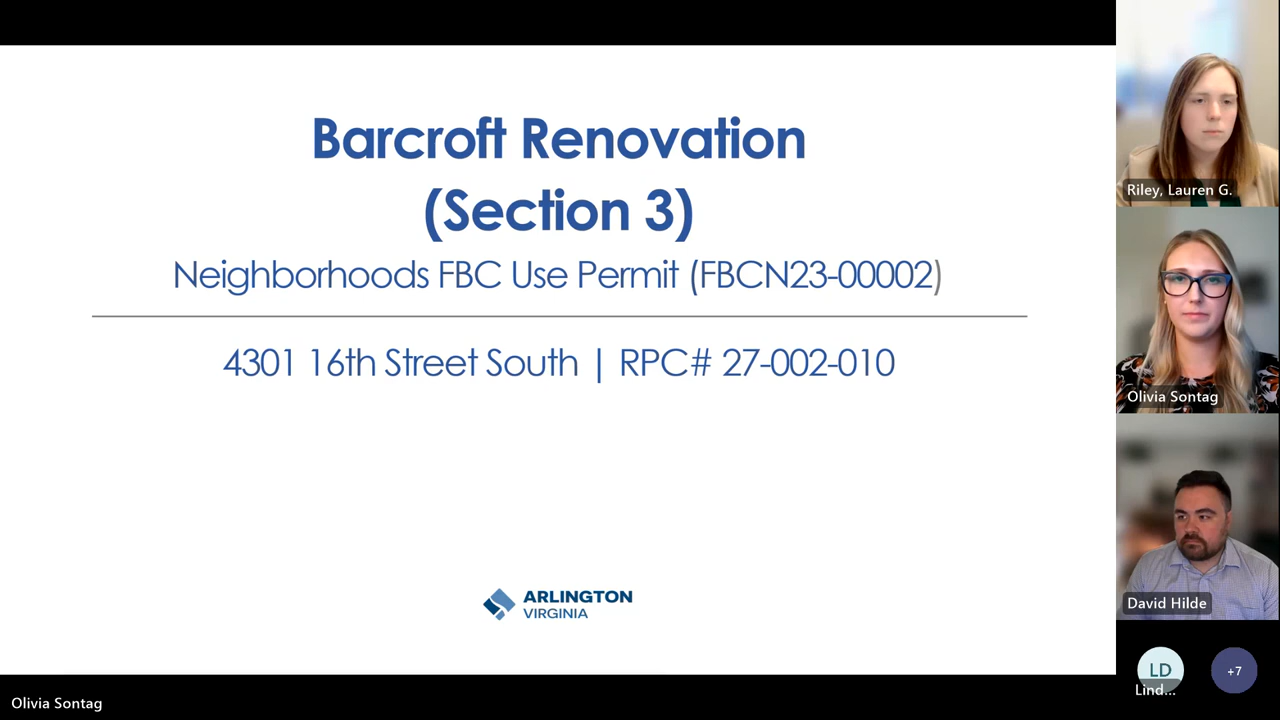 Barcroft Renovation
(Section 3)
Neighborhoods FBC Use Permit (FBCN23-00002)
4301 16th Street South | RPC# 27-002-010
ARLINGTON
VIRGINIA
Riley, Lauren G.
Olivia Sontag
David Hilde
LD
Lind...
+7
Olivia Sontag